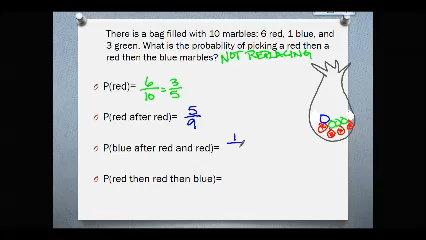 There is a bag filled with 10 marbles: 6 red, 1 blue, and
3 green. What is the probability of picking a red then a
red then the blue marbles? NOT REPLACING
P(red)= 6/10 = 3/5
P(red after red)= 5/9
P(blue after red and red)= 1/
P(red then red then blue)=